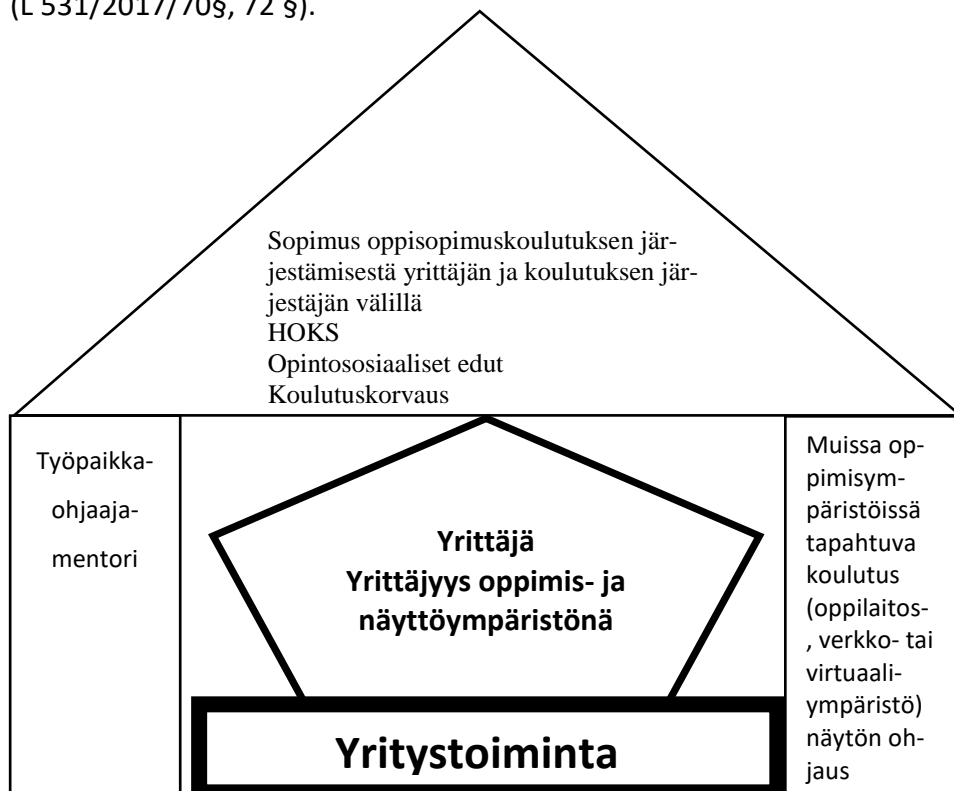 (L 531/2017/70§, 72 §).
Sopimus oppisopimuskoulutuksen jär-
jestämisestä yrittäjän ja koulutuksen jär-
jestäjän välillä
HOKS
Opintososiaaliset edut
Koulutuskorvaus
Työpaikka-
ohjaaja-
mentori
Yrittäjä
Yrittäjyys oppimis- ja
näyttöympäristönä
Yritystoiminta
Muissa op-
pimisym-
päristöissä
tapahtuva
koulutus
(oppilaitos-
, verkko- tai
virtuaali-
ympäristö)
näytön oh-
jaus